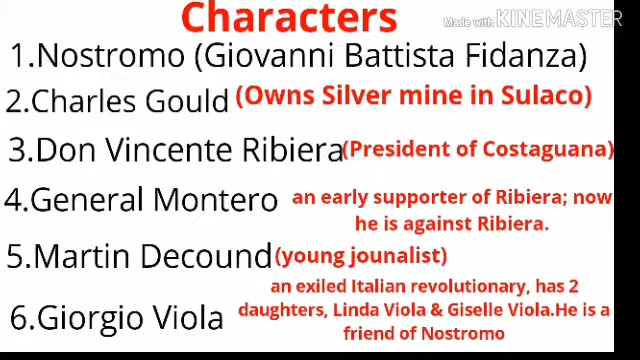 Characters
Made with KINEMASTER
1.Nostromo (Giovanni Battista Fidanza)
2.Charles Gould (Owns Silver mine in Sulaco)
3.Don Vincente Ribiera(President of Costaguana)
4.General Montero an early supporter of Ribiera; now
he is against Ribiera.
5.Martin Decound(young jounalist)
an exiled Italian revolutionary, has 2
6.Giorgio Viola daughters, Linda Viola & Giselle Viola.He is a
friend of Nostromo